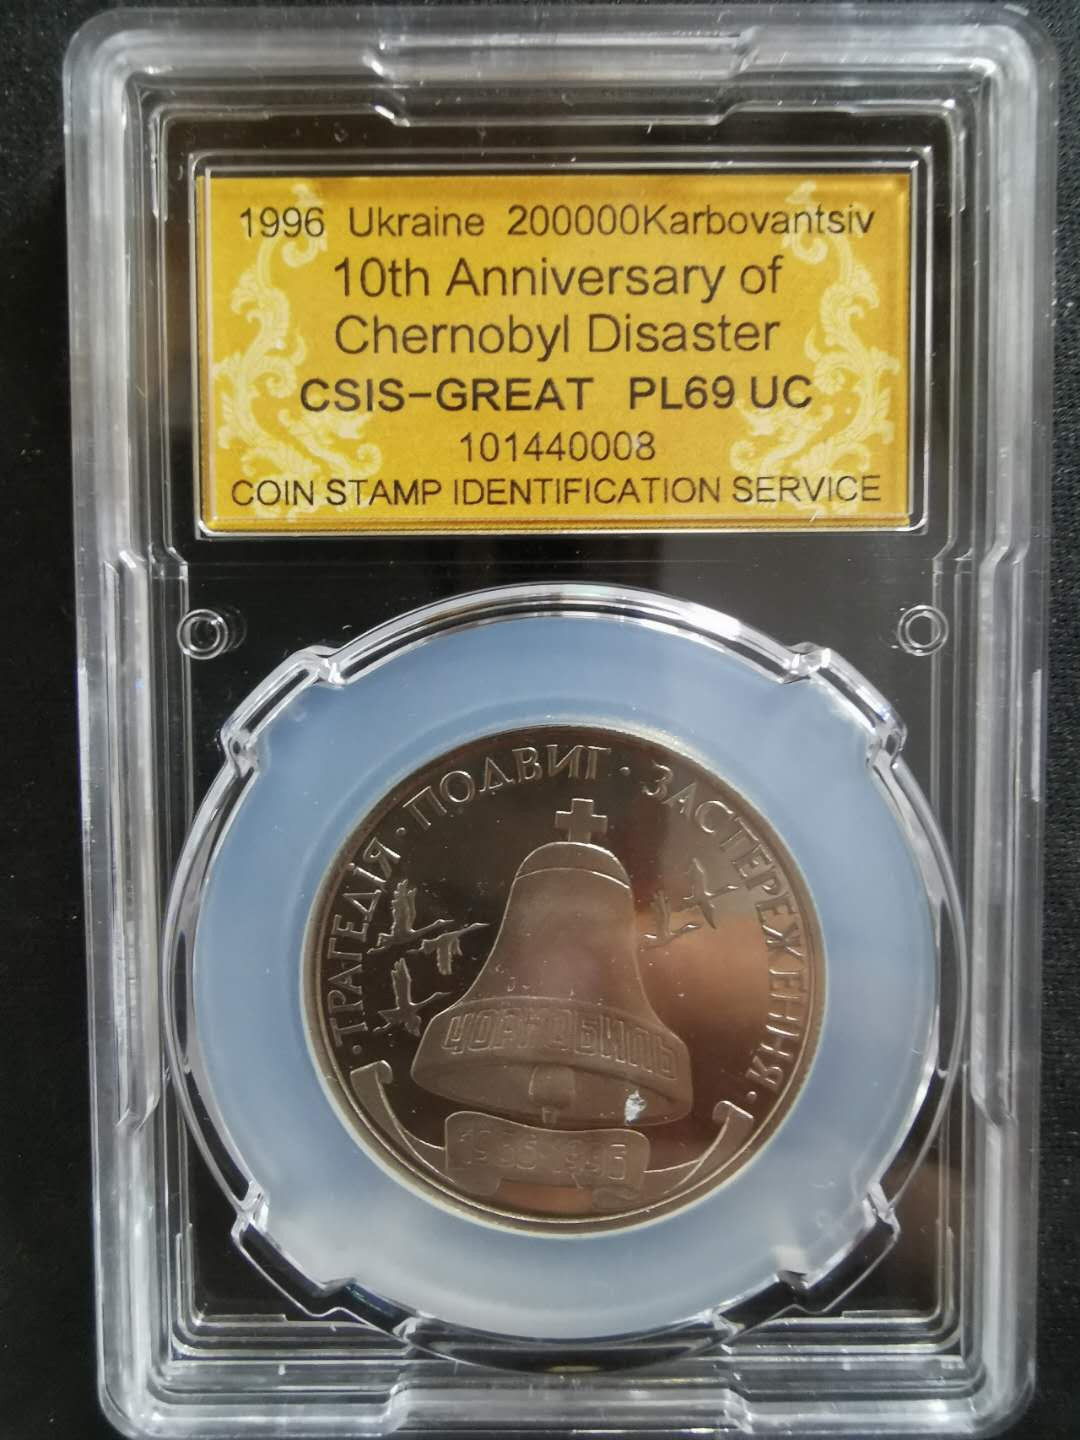 1996 Ukraine 200000Karbovantsiv
10th Anniversary of
Chernobyl Disaster
CSIS-GREAT PL69 UC
101440008
COIN STAMP IDENTIFICATION SERVICE
· ТРАГЕДІЯ · ПОДВИГ · ЗАСТЕРЕЖЕННЯ ·
ЧОРНОБИЛЬ
1986-1996